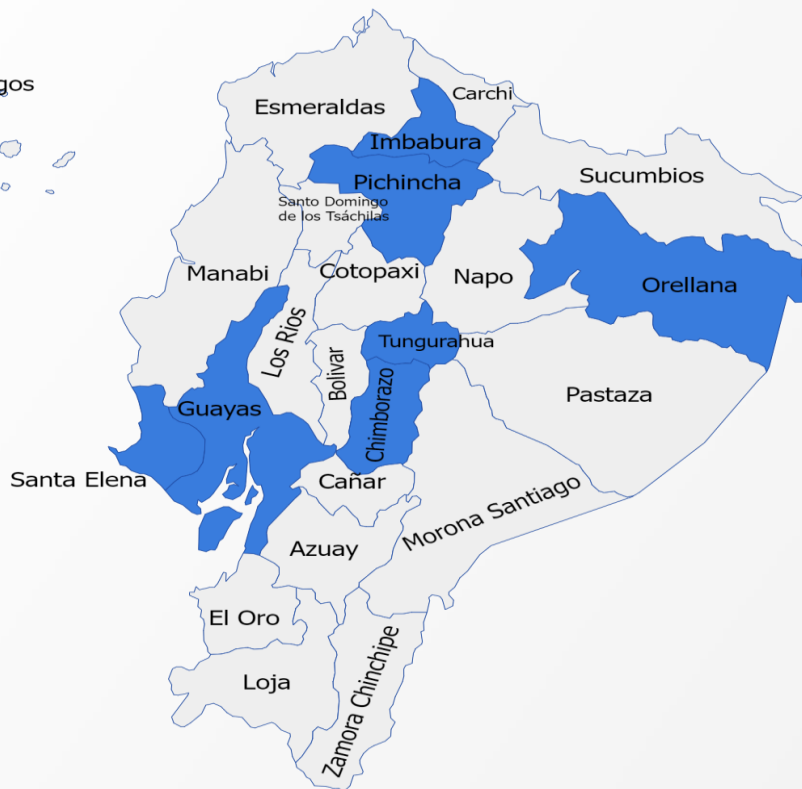 gos
Esmeraldas
Carchi
Imbabura
Pichincha
Sucumbios
Santo Domingo
de los Tsáchilas
Manabi
Cotopaxi
Napo
Orellana
Los Rios
Bolivar
Tungurahua
Chimborazo
Pastaza
Guayas
Santa Elena
Cañar
Morona Santiago
Azuay
El Oro
Zamora Chinchipe
Loja